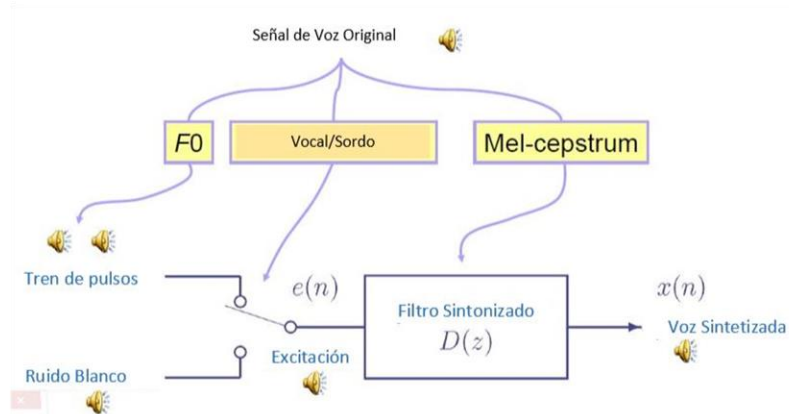 Señal de Voz Original
F0
Vocal/Sordo
Mel-cepstrum
Tren de pulsos
e(n)
Filtro Sintonizado
D(z)
x(n)
Voz Sintetizada
Excitación
Ruido Blanco